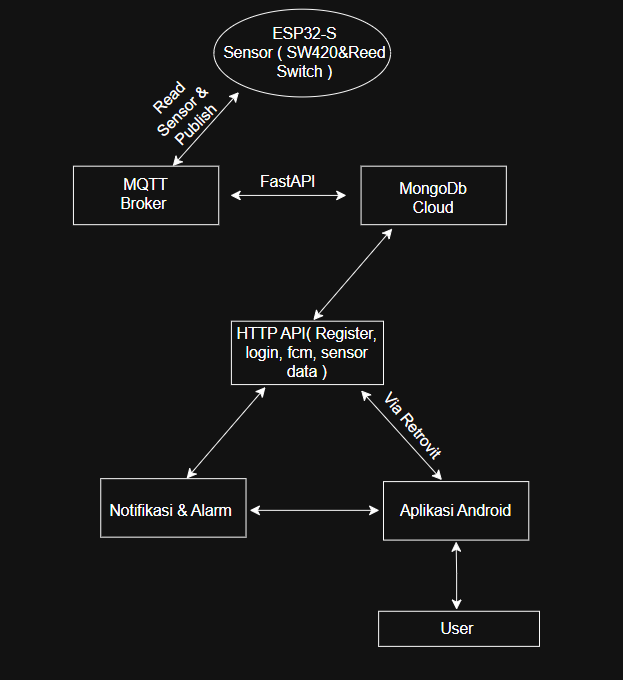 ESP32-S
Sensor ( SW420&Reed
Switch )
Read
Sensor &
Publish
MQTT
Broker
FastAPI
MongoDb
Cloud
HTTP API( Register,
login, fcm, sensor
data )
Via Retrovit
Notifikasi & Alarm
Aplikasi Android
User